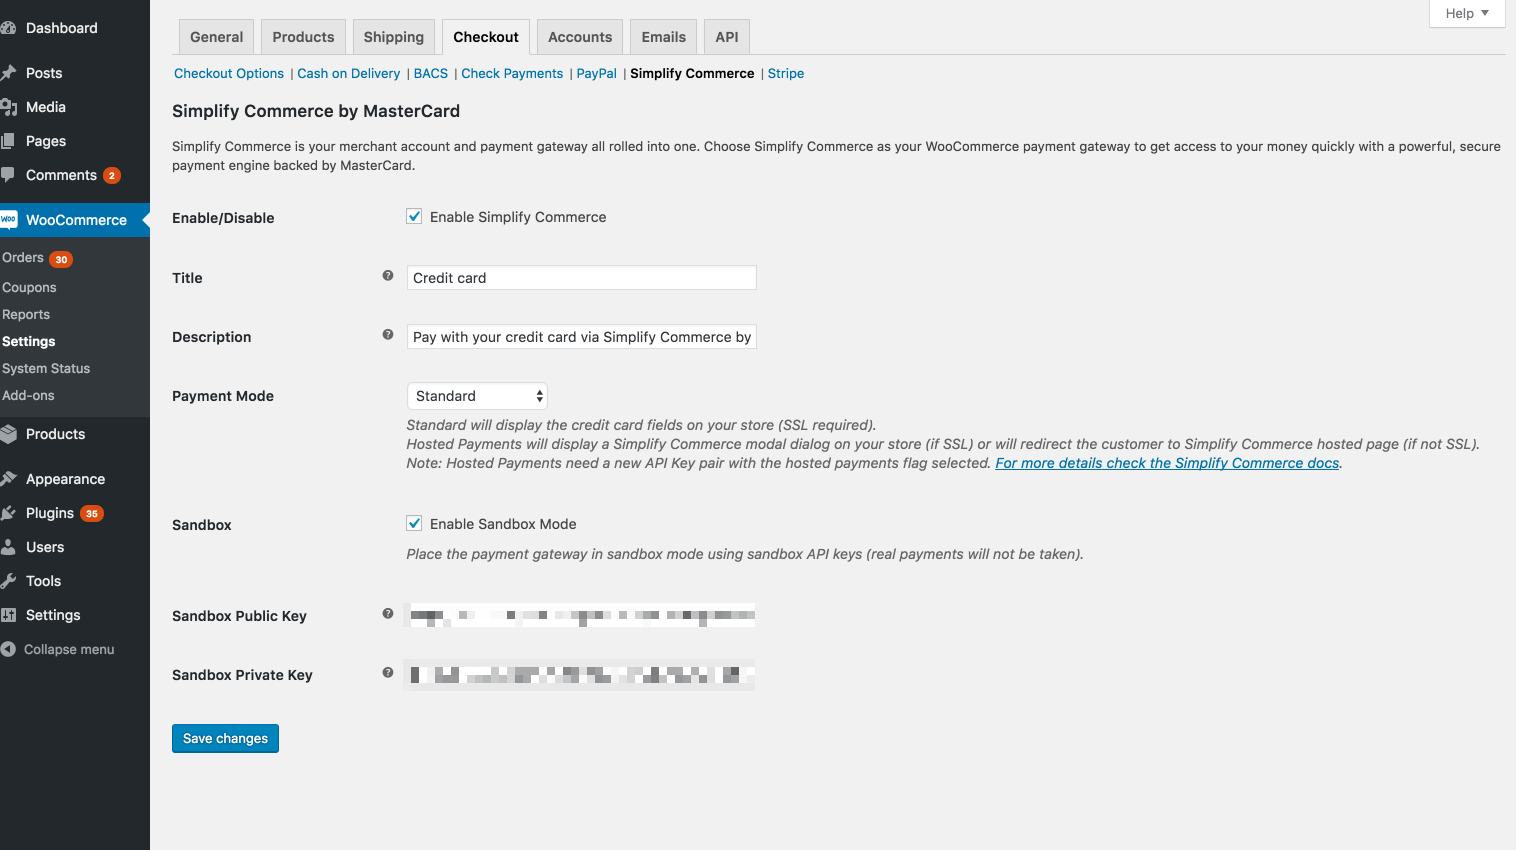 Dashboard
Posts
Media
Pages
Comments 2
WOO WooCommerce
Orders 30
Coupons
Reports
Settings
System Status
Add-ons
Products
Appearance
Plugins 35
Users
Tools
Settings
Collapse menu
Help
General Products Shipping Checkout Accounts Emails API
Checkout Options | Cash on Delivery | BACS | Check Payments | PayPal | Simplify Commerce | Stripe
Simplify Commerce by MasterCard
Simplify Commerce is your merchant account and payment gateway all rolled into one. Choose Simplify Commerce as your WooCommerce payment gateway to get access to your money quickly with a powerful, secure
payment engine backed by MasterCard.
Enable/Disable Enable Simplify Commerce
Title ? Credit card
Description ? Pay with your credit card via Simplify Commerce by
Payment Mode Standard
Standard will display the credit card fields on your store (SSL required).
Hosted Payments will display a Simplify Commerce modal dialog on your store (if SSL) or will redirect the customer to Simplify Commerce hosted page (if not SSL).
Note: Hosted Payments need a new API Key pair with the hosted payments flag selected. For more details check the Simplify Commerce docs.
Sandbox Enable Sandbox Mode
Place the payment gateway in sandbox mode using sandbox API keys (real payments will not be taken).
Sandbox Public Key ?
Sandbox Private Key ?
Save changes